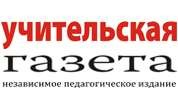 учительская
газета
независимое педагогическое издание